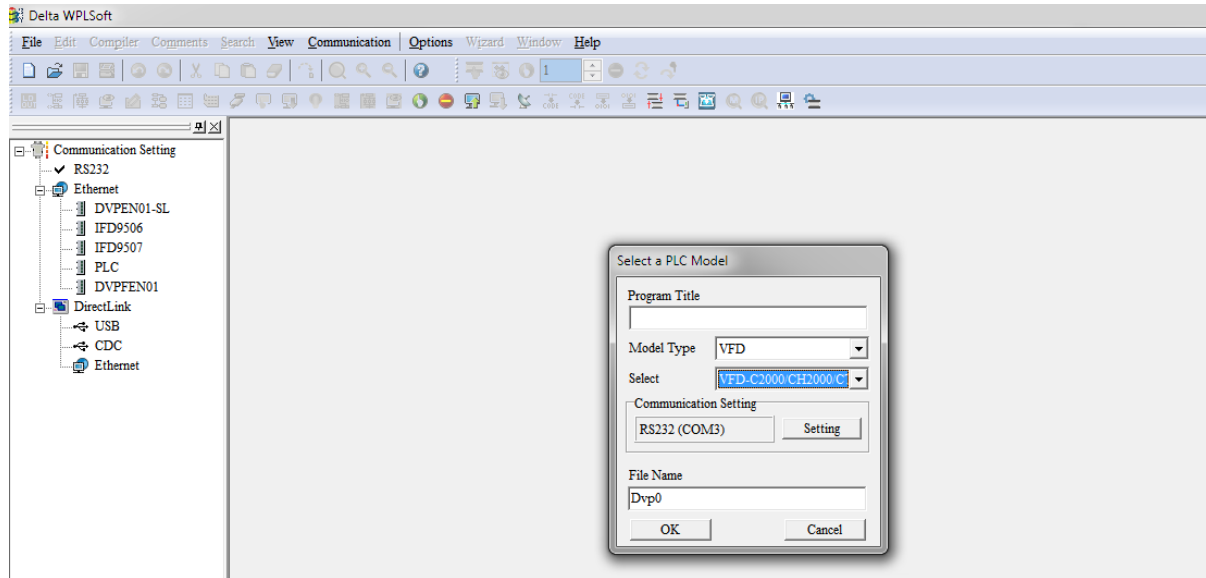 Delta WPLSoft
File Edit Compiler Comments Search View Communication Options Wizard Window Help
1
Communication Setting
RS232
Ethernet
DVPEN01-SL
IFD9506
IFD9507
PLC
DVPFEN01
DirectLink
USB
CDC
Ethernet
Select a PLC Model
Program Title
Model Type VFD
Select VFD-C2000/CH2000/C
Communication Setting
RS232 (COM3) Setting
File Name
Dvp0
OK Cancel